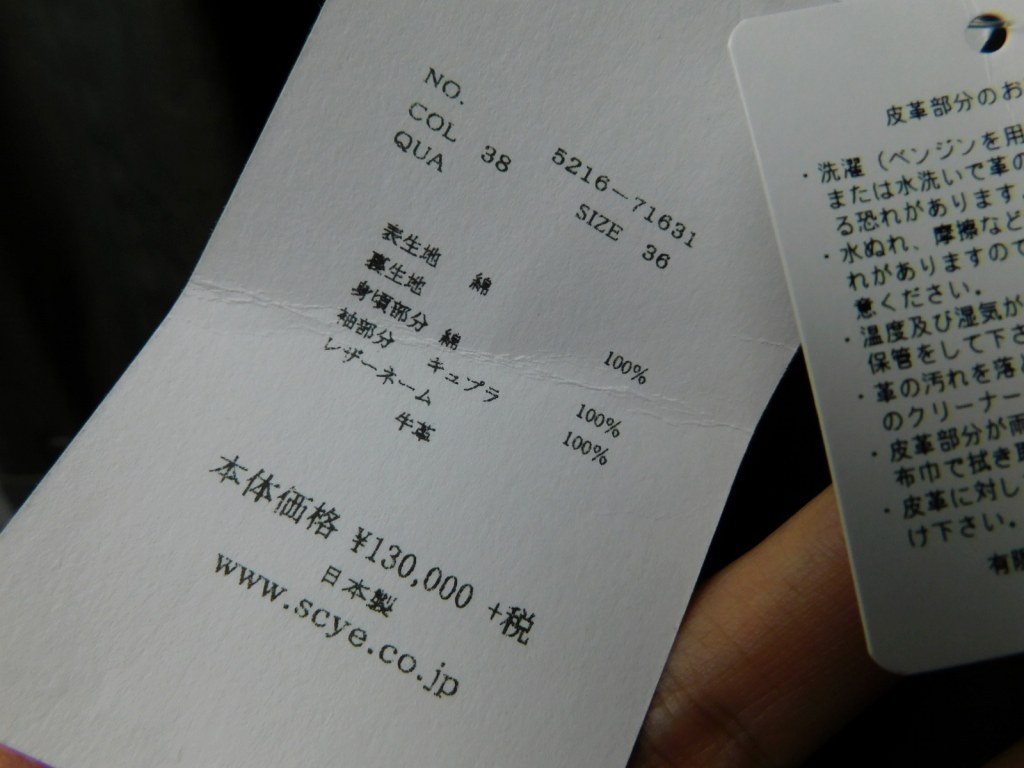 NO. 5216-71631
COL 38 SIZE 36
QUA
表生地 綿 100%
裏生地
身頃部分 綿 100%
袖部分 キュプラ 100%
レザーネーム
牛革
本体価格 ¥130,000 +税
日本製
www.scye.co.jp
皮革部分のお
・洗濯(ベンジンを用
または水洗いで革の
る恐れがあります。
・水ぬれ、摩擦など
れがありますので
意ください。
・温度及び湿気が
保管をして下さ
・革の汚れを落と
のクリーナー
・皮革部分が雨
布巾で拭き取
・皮革に対し
け下さい。
有限